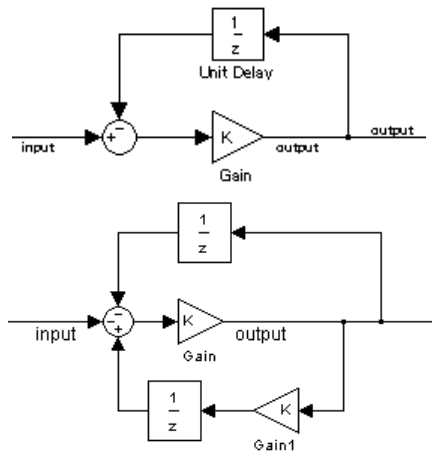 1
z
Unit Delay
+ −
K
input
output
output
Gain
1
z
−
− +
K
input
output
Gain
1
z
K
Gain1